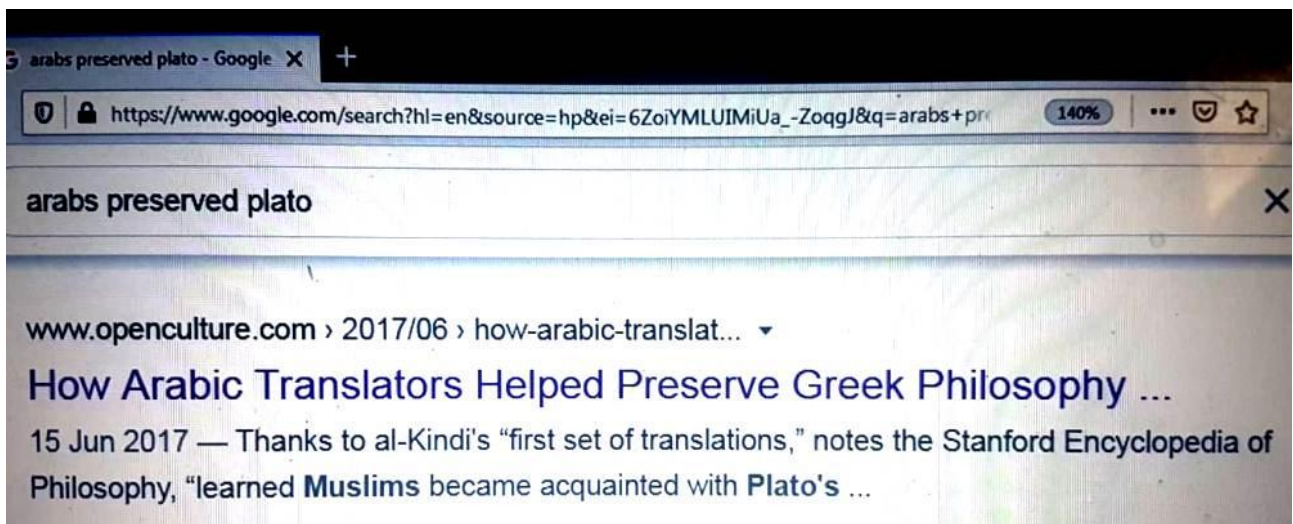 arabs preserved plato - Google
https://www.google.com/search?hl=en&source=hp&ei=6ZoiYMLUIMiUa_-ZoqgJ&q=arabs+pr
140%
arabs preserved plato
www.openculture.com › 2017/06 › how-arabic-translat...
How Arabic Translators Helped Preserve Greek Philosophy ...
15 Jun 2017 — Thanks to al-Kindi's “first set of translations,” notes the Stanford Encyclopedia of
Philosophy, “learned Muslims became acquainted with Plato's ...